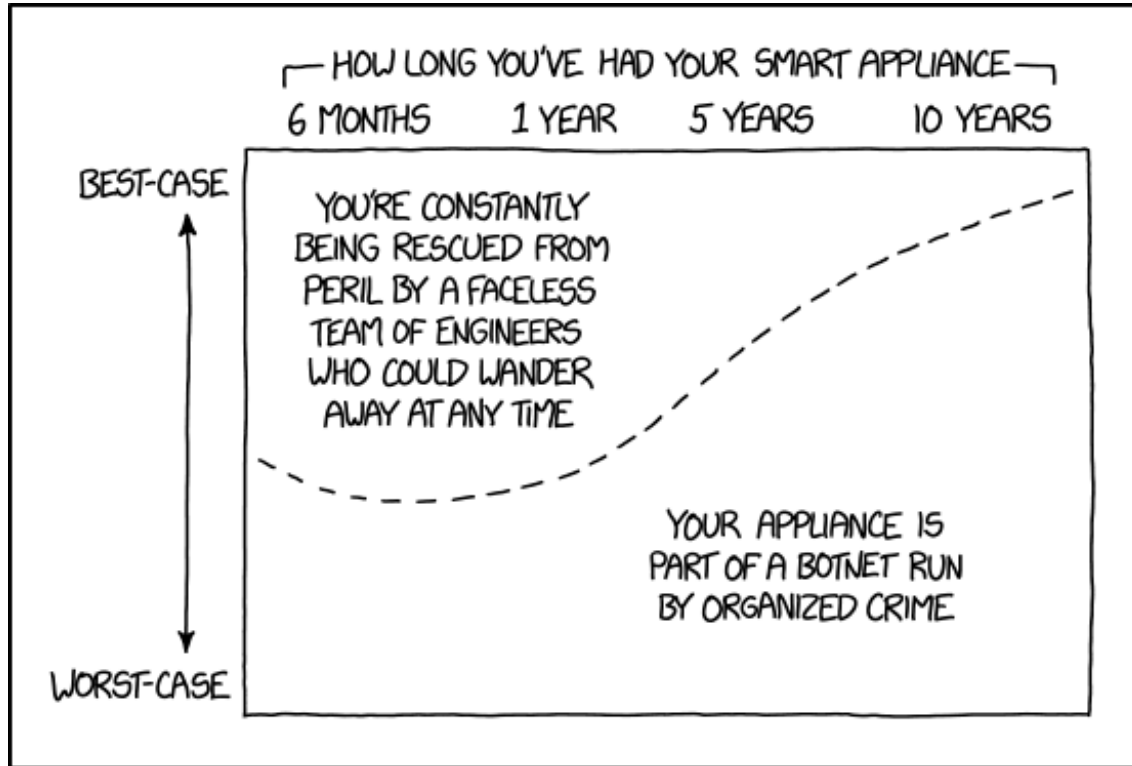 HOW LONG YOU'VE HAD YOUR SMART APPLIANCE
6 MONTHS 1 YEAR 5 YEARS 10 YEARS
BEST-CASE
YOU'RE CONSTANTLY
BEING RESCUED FROM
PERIL BY A FACELESS
TEAM OF ENGINEERS
WHO COULD WANDER
AWAY AT ANY TIME
YOUR APPLIANCE IS
PART OF A BOTNET RUN
BY ORGANIZED CRIME
WORST-CASE